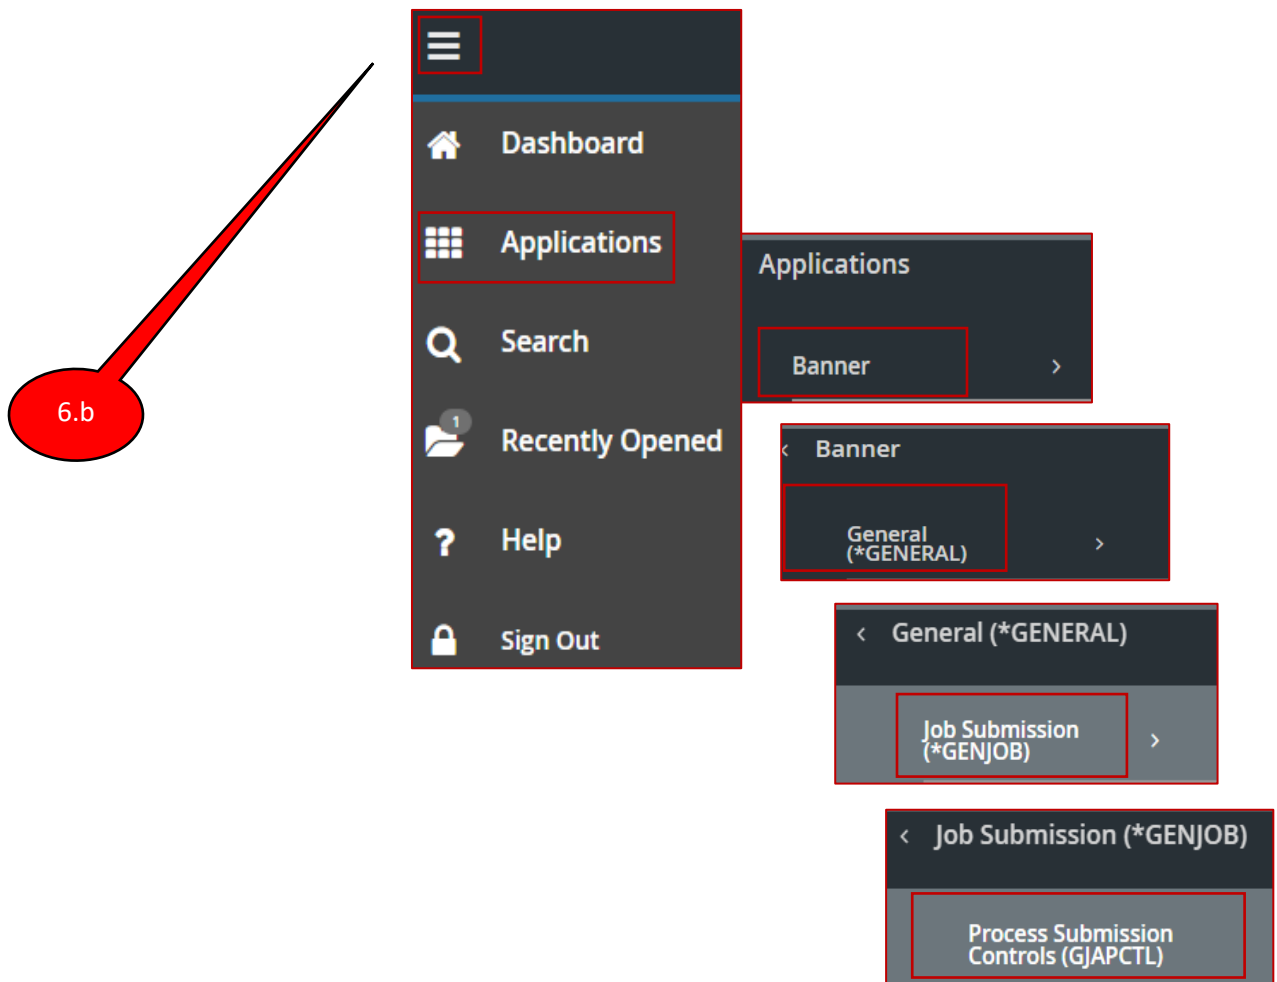 Dashboard
Applications
Search
1
Recently Opened
Help
Sign Out
6.b
Applications
Banner
Banner
General
(*GENERAL)
General (*GENERAL)
Job Submission
(*GENJOB)
Job Submission (*GENJOB)
Process Submission
Controls (GJAPCTL)